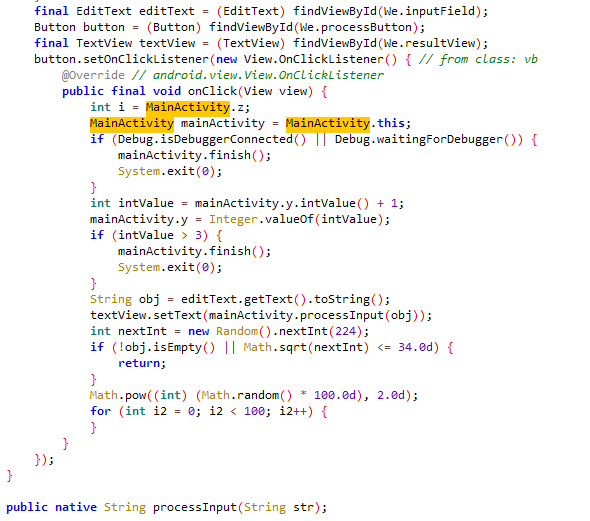 final EditText editText = (EditText) findViewById(We.inputField);
Button button = (Button) findViewById(We.processButton);
final TextView textView = (TextView) findViewById(We.resultView);
button.setOnClickListener(new View.OnClickListener() { // from class: vb
@Override // android.view.View.OnClickListener
public final void onClick(View view) {
int i = MainActivity.z;
MainActivity mainActivity = MainActivity.this;
if (Debug.isDebuggerConnected() || Debug.waitingForDebugger()) {
mainActivity.finish();
System.exit(0);
}
int intValue = mainActivity.y.intValue() + 1;
mainActivity.y = Integer.valueOf(intValue);
if (intValue > 3) {
mainActivity.finish();
System.exit(0);
}
String obj = editText.getText().toString();
textView.setText(mainActivity.processInput(obj));
int nextInt = new Random().nextInt(224);
if (!obj.isEmpty() || Math.sqrt(nextInt) <= 34.0d) {
return;
}
Math.pow((int) (Math.random() * 100.0d), 2.0d);
for (int i2 = 0; i2 < 100; i2++) {
}
}
});
}
public native String processInput(String str);